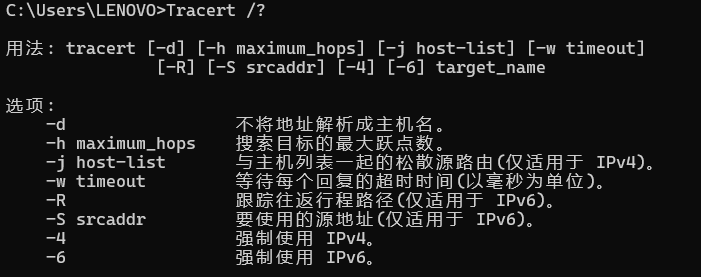 C:\Users\LENOVO>Tracert /?
用法: tracert [-d] [-h maximum_hops] [-j host-list] [-w timeout]
[-R] [-S srcaddr] [-4] [-6] target_name
选项:
-d 不将地址解析成主机名。
-h maximum_hops 搜索目标的最大跃点数。
-j host-list 与主机列表一起的松散源路由(仅适用于 IPv4)。
-w timeout 等待每个回复的超时时间(以毫秒为单位)。
-R 跟踪往返行程路径(仅适用于 IPv6)。
-S srcaddr 要使用的源地址(仅适用于 IPv6)。
-4 强制使用 IPv4。
-6 强制使用 IPv6。